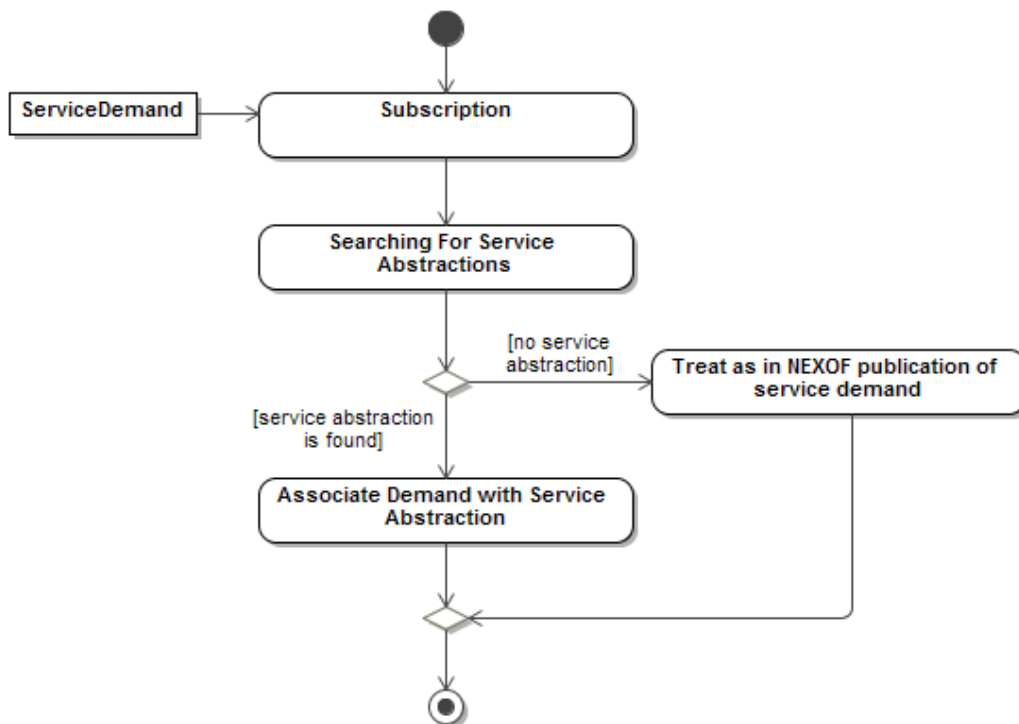 ServiceDemand
Subscription
Searching For Service
Abstractions
[no service
abstraction]
Treat as in NEXOF publication of
service demand
[service abstraction
is found]
Associate Demand with Service
Abstraction